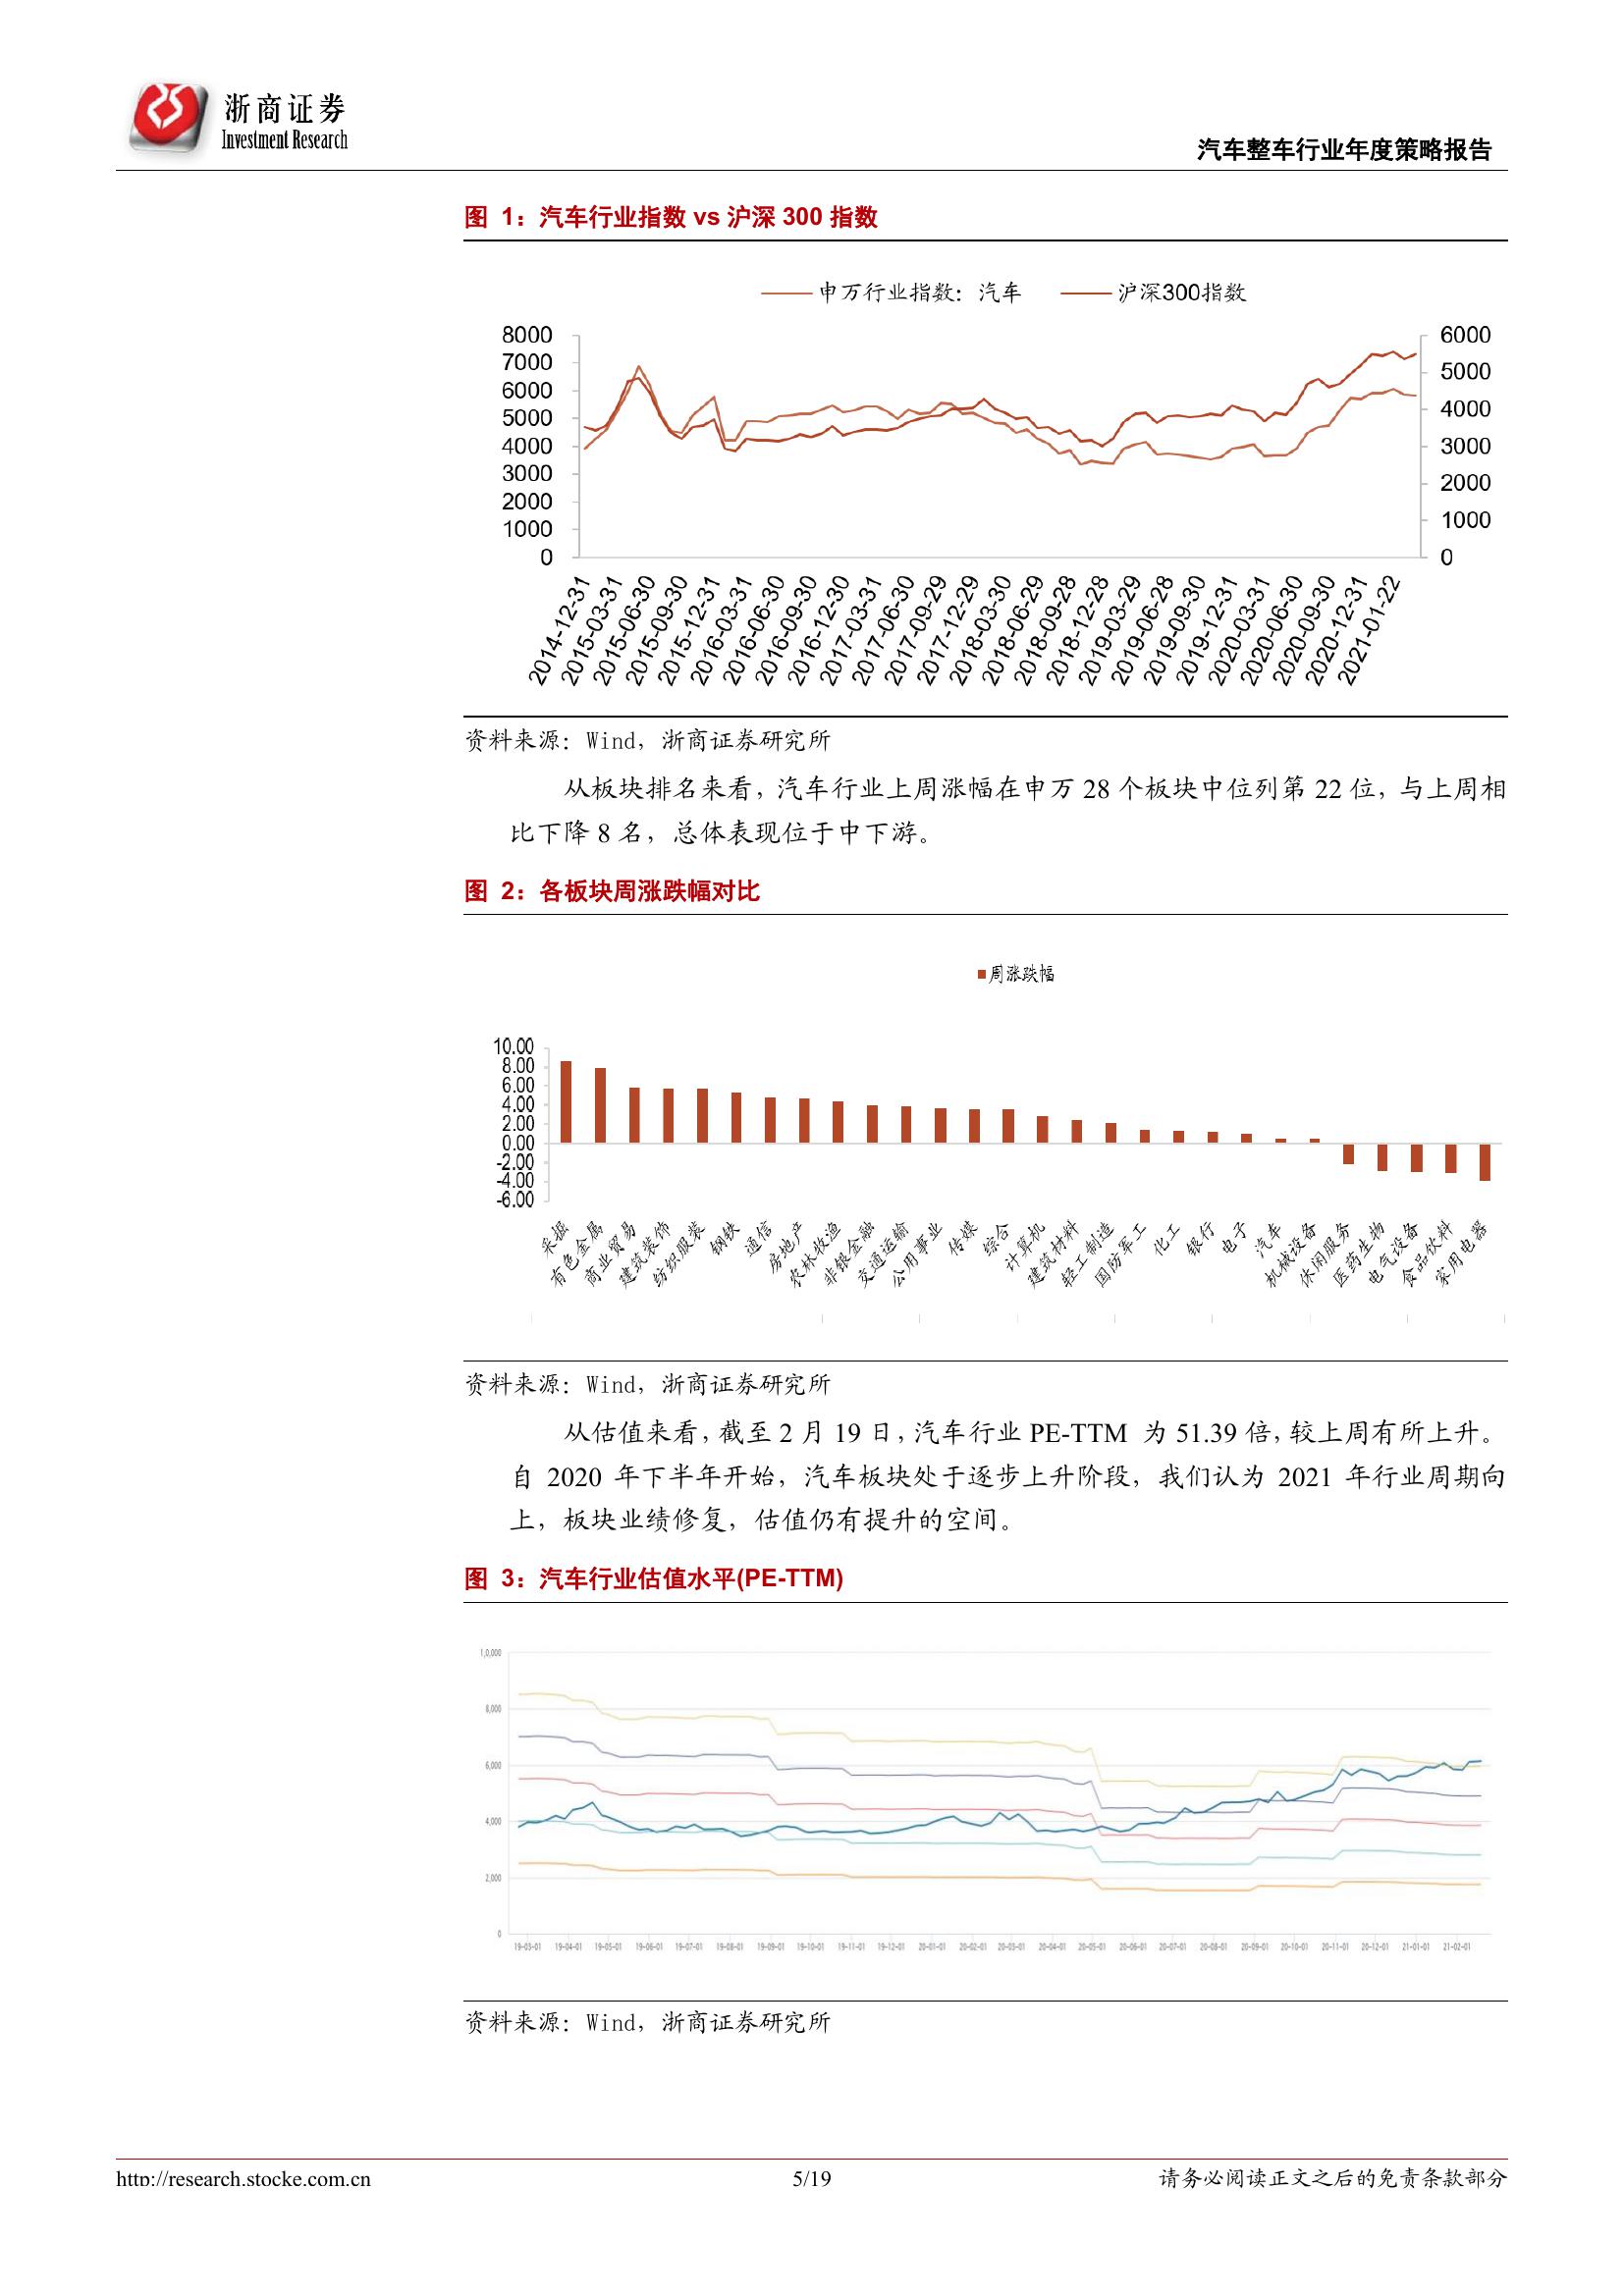 浙商证券
Investment Research
汽车整车行业年度策略报告
图 1：汽车行业指数 vs 沪深 300 指数
申万行业指数：汽车 沪深300指数
8000 6000
7000 5000
6000 4000
5000 3000
4000 2000
3000 1000
2000 0
1000
0
2014-12-31
2015-03-31
2015-06-30
2015-09-30
2015-12-31
2016-03-31
2016-06-30
2016-09-30
2016-12-30
2017-03-31
2017-06-30
2017-09-29
2017-12-29
2018-03-30
2018-06-29
2018-09-28
2018-12-28
2019-03-29
2019-06-28
2019-09-30
2019-12-31
2020-03-31
2020-06-30
2020-09-30
2020-12-31
2021-01-22
资料来源：Wind，浙商证券研究所
从板块排名来看，汽车行业上周涨幅在申万 28 个板块中位列第 22 位，与上周相
比下降 8 名，总体表现位于中下游。
图 2：各板块周涨跌幅对比
周涨跌幅
10.00
8.00
6.00
4.00
2.00
0.00
-2.00
-4.00
-6.00
采掘
有色金属
商业贸易
建筑装饰
纺织服装
钢铁
通信
房地产
农林牧渔
非银金融
交通运输
公用事业
传媒
综合
计算机
建筑材料
轻工制造
国防军工
化工
银行
电子
汽车
机械设备
休闲服务
医药生物
电气设备
食品饮料
家用电器
资料来源：Wind，浙商证券研究所
从估值来看，截至 2 月 19 日，汽车行业 PE-TTM 为 51.39 倍，较上周有所上升。
自 2020 年下半年开始，汽车板块处于逐步上升阶段，我们认为 2021 年行业周期向
上，板块业绩修复，估值仍有提升的空间。
图 3：汽车行业估值水平(PE-TTM)
1,0,000
8,000
6,000
4,000
2,000
0
19-03-01 19-04-01 19-05-01 19-06-01 19-07-01 19-08-01 19-09-01 19-10-01 19-11-01 19-12-01 20-01-01 20-02-01 20-03-01 20-04-01 20-05-01 20-06-01 20-07-01 20-08-01 20-09-01 20-10-01 20-11-01 20-12-01 21-01-01 21-02-01
资料来源：Wind，浙商证券研究所
http://research.stocke.com.cn 5/19 请务必阅读正文之后的免责条款部分